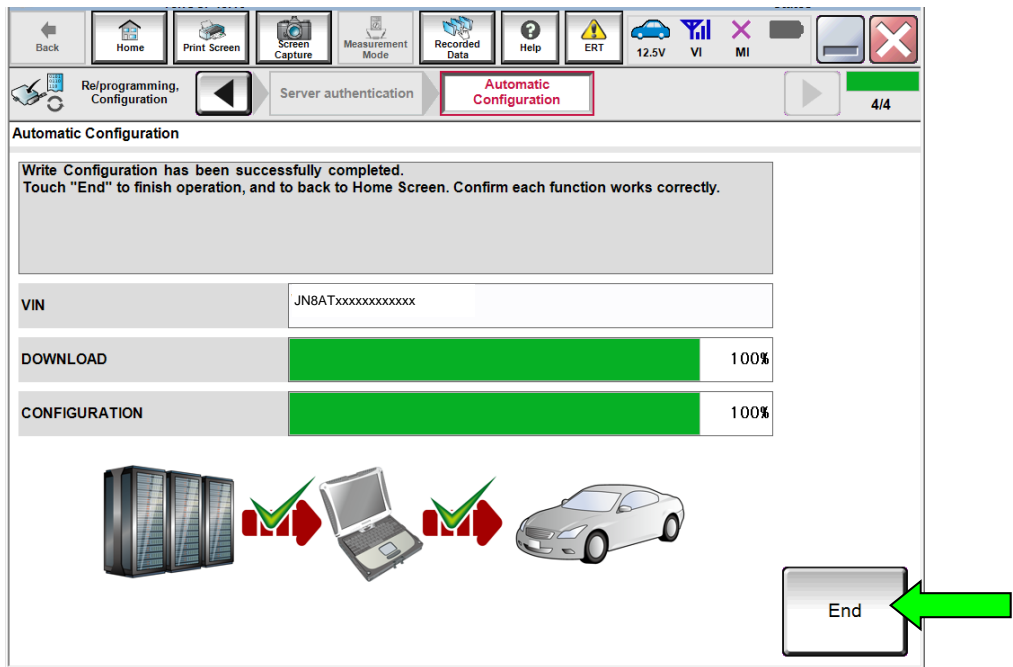 Back
Home
Print Screen
Screen
Capture
Measurement
Mode
Recorded
Data
Help
ERT
12.5V
VI
MI
Re/programming,
Configuration
Server authentication
Automatic
Configuration
4/4
Automatic Configuration
Write Configuration has been successfully completed.
Touch "End" to finish operation, and to back to Home Screen. Confirm each function works correctly.
VIN
JN8ATxxxxxxxxxxxx
DOWNLOAD
100%
CONFIGURATION
100%
End